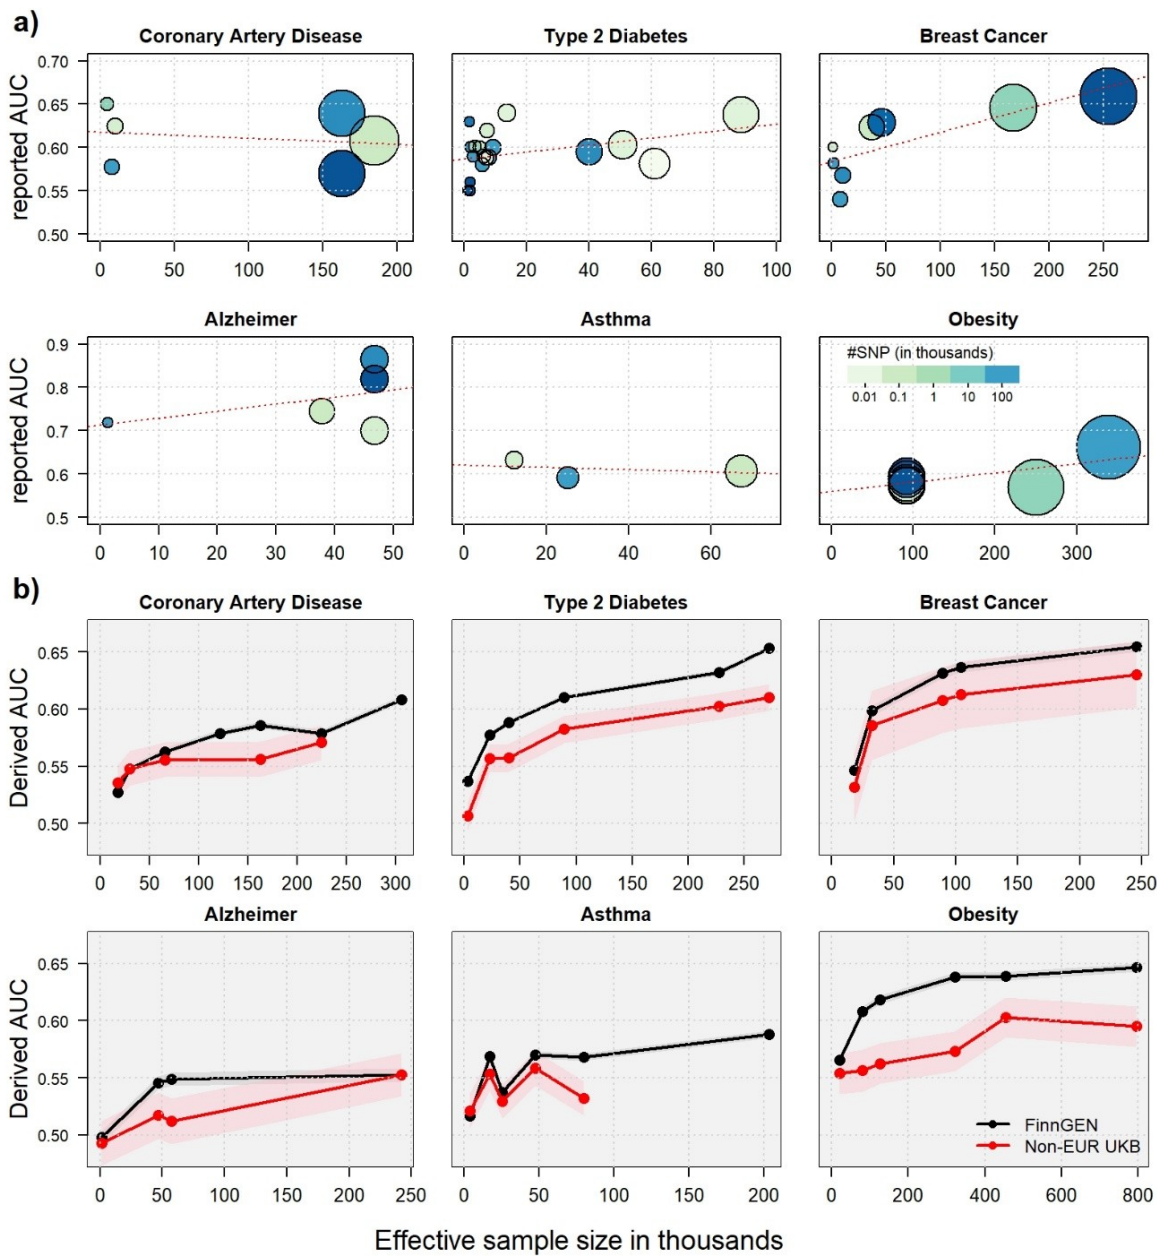 a)
Coronary Artery Disease
Type 2 Diabetes
Breast Cancer
reported AUC
0.70
0.65
0.60
0.55
0.50
0 50 100 150 200
0 20 40 60 80 100
0 50 100 150 200 250
Alzheimer
Asthma
Obesity
reported AUC
0.9
0.8
0.7
0.6
0.5
#SNP (in thousands)
0.01 0.1 1 10 100
0 10 20 30 40 50
0 20 40 60
0 100 200 300
b)
Coronary Artery Disease
Type 2 Diabetes
Breast Cancer
Derived AUC
0.65
0.60
0.55
0.50
0 50 100 150 200 250 300
0 50 100 150 200 250
0 50 100 150 200 250
Alzheimer
Asthma
Obesity
Derived AUC
0.65
0.60
0.55
0.50
FinnGEN
Non-EUR UKB
0 50 100 150 200 250
0 50 100 150 200
0 200 400 600 800
Effective sample size in thousands